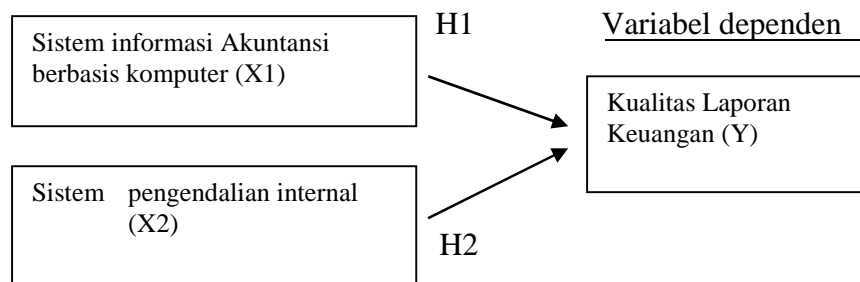 H1
Variabel dependen
Sistem informasi Akuntansi
berbasis komputer (X1)
Kualitas Laporan
Keuangan (Y)
Sistem pengendalian internal
(X2)
H2